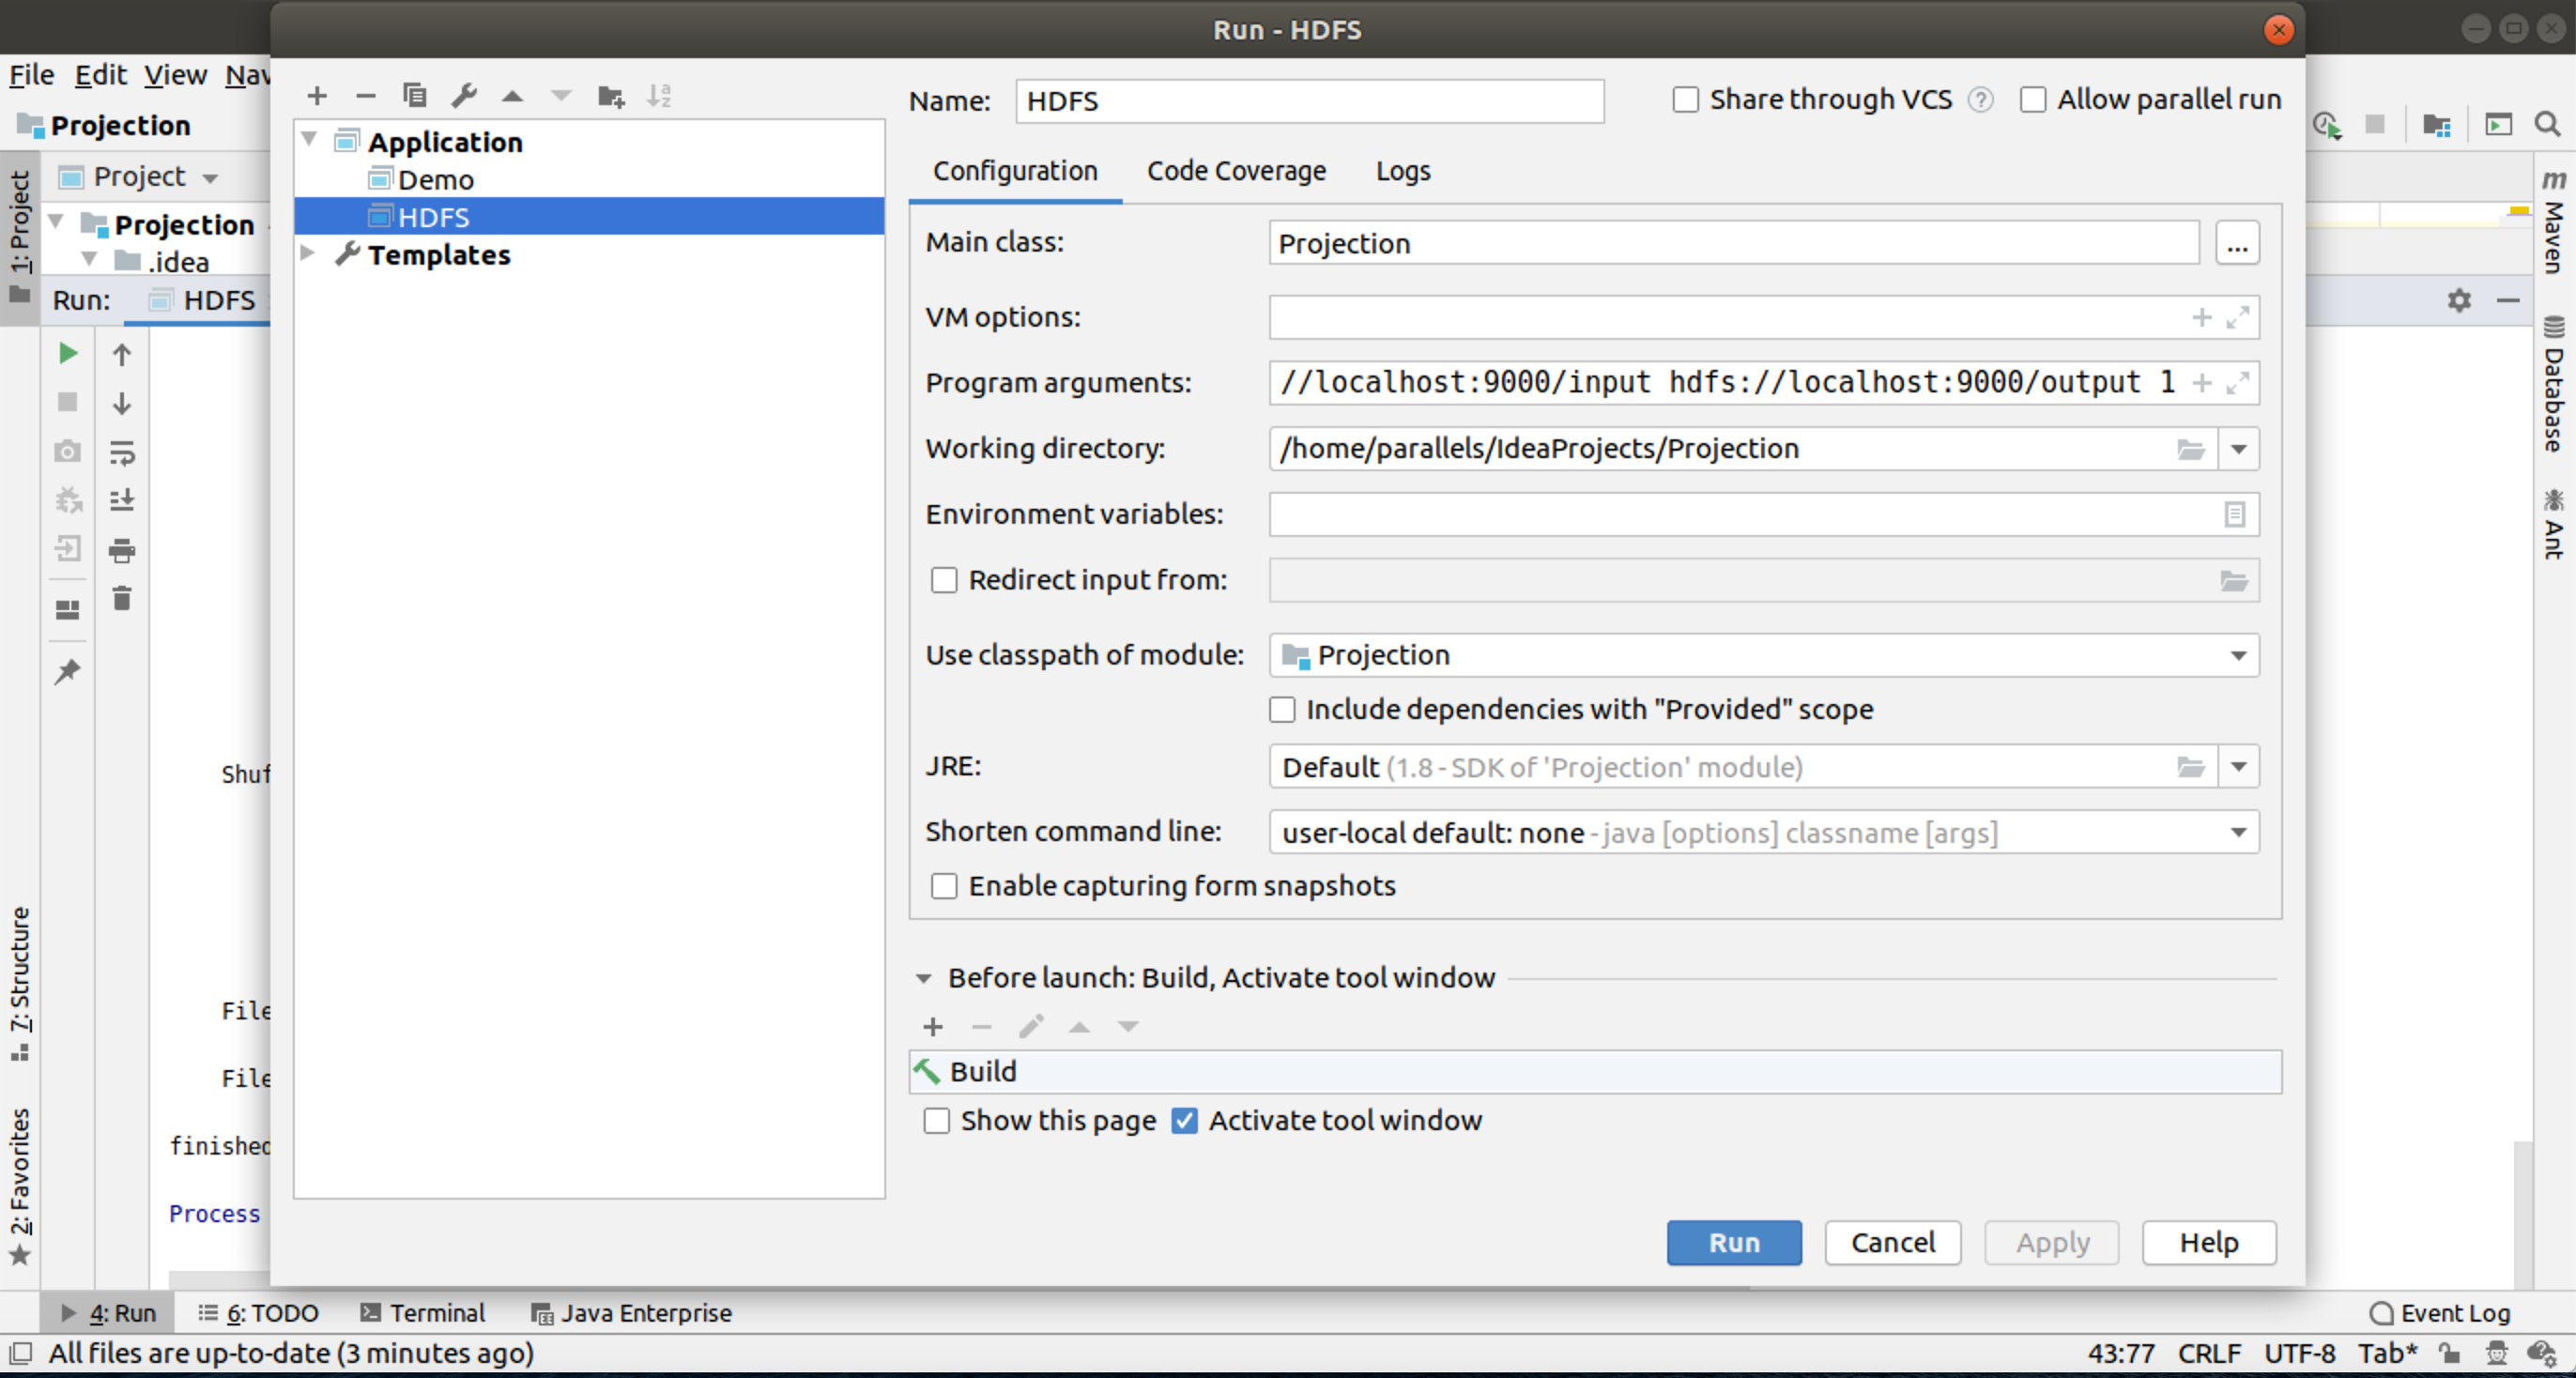 Run - HDFS
File Edit View Nav
Projection
Project
Projection
.idea
Run: HDFS
1: Project
7: Structure
2: Favorites
Application
Demo
HDFS
Templates
Name: HDFS
Share through VCS ?
Allow parallel run
Configuration Code Coverage Logs
Main class: Projection ...
VM options:
Program arguments: //localhost:9000/input hdfs://localhost:9000/output 1
Working directory: /home/parallels/IdeaProjects/Projection
Environment variables:
Redirect input from:
Use classpath of module: Projection
Include dependencies with "Provided" scope
JRE: Default (1.8 - SDK of 'Projection' module)
Shorten command line: user-local default: none - java [options] classname [args]
Enable capturing form snapshots
Before launch: Build, Activate tool window
Build
Show this page Activate tool window
Run Cancel Apply Help
Shuf
File
File
finished
Process
m Maven
Database
Ant
4: Run 6: TODO Terminal Java Enterprise Event Log
All files are up-to-date (3 minutes ago) 43:77 CRLF UTF-8 Tab*